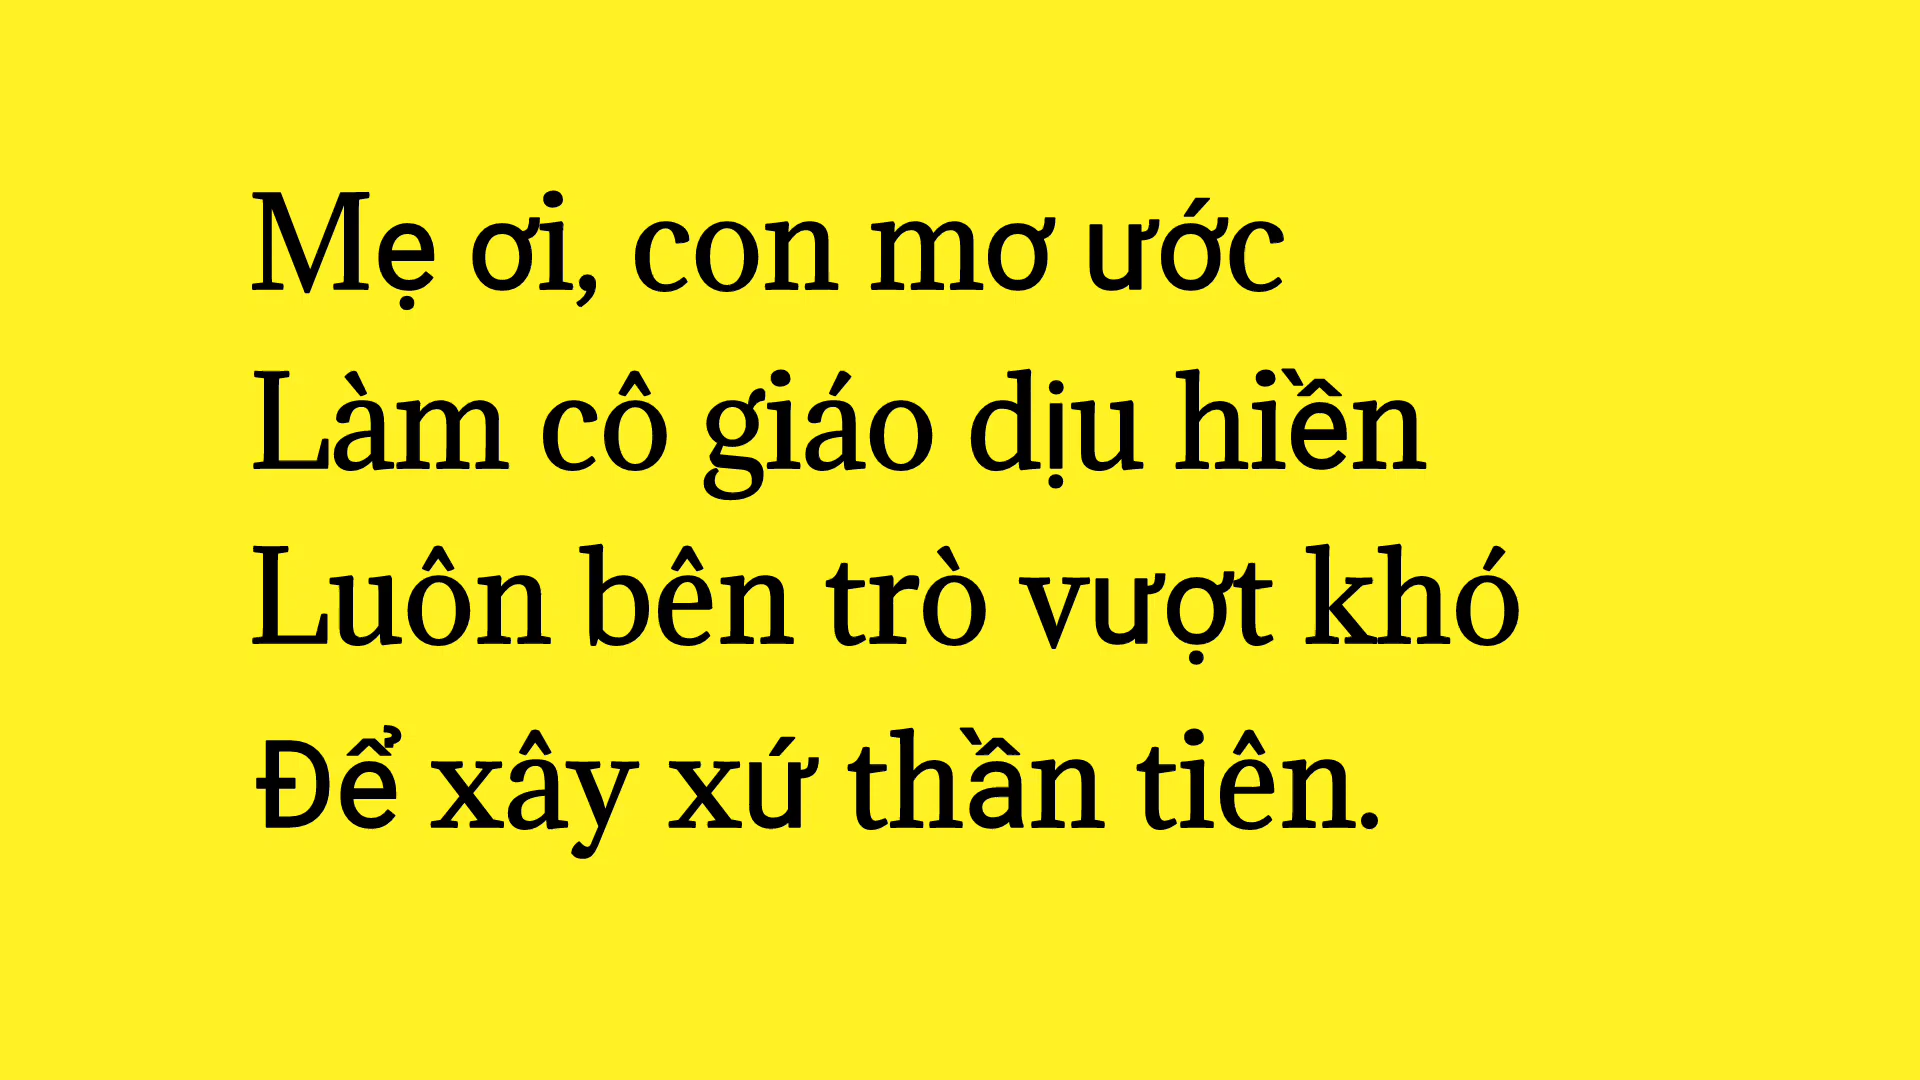 Mẹ ơi, con mơ ước
Làm cô giáo dịu hiền
Luôn bên trò vượt khó
Để xây xứ thần tiên.